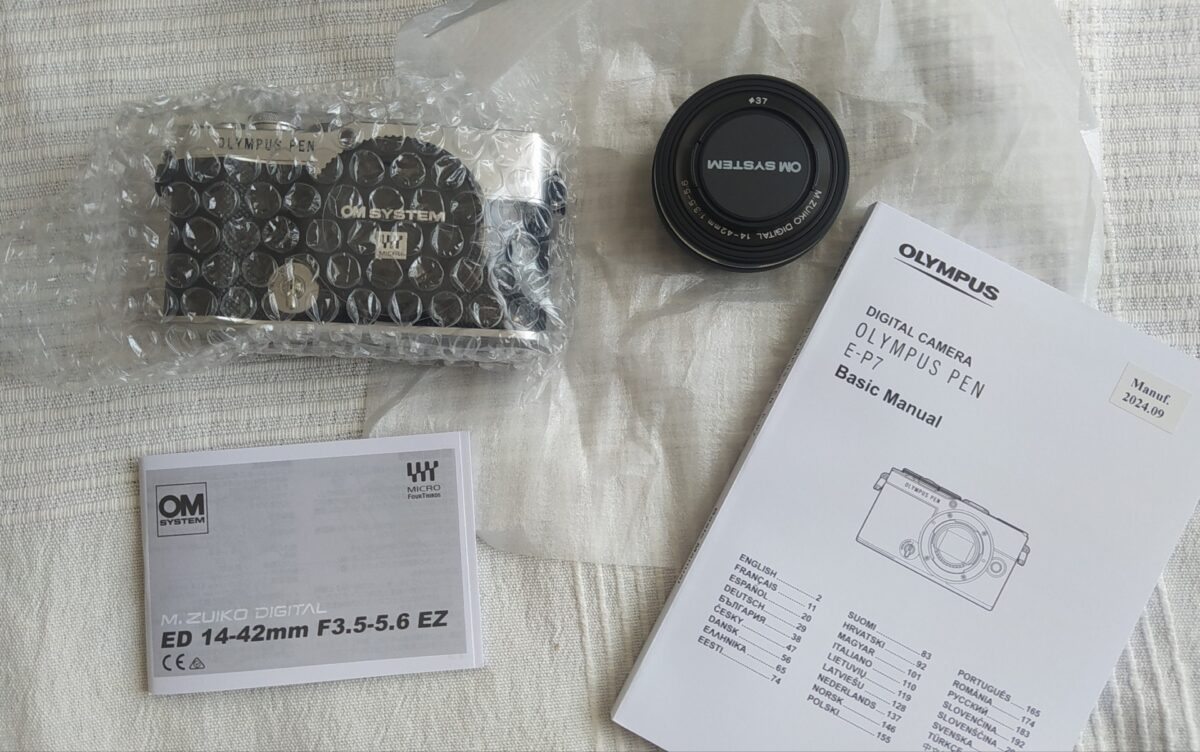 OLYMPUS PEN
OM SYSTEM
MICRO
ø37
OM SYSTEM
M.ZUIKO DIGITAL 14-42mm 1:3.5-5.6
OLYMPUS
DIGITAL CAMERA
OLYMPUS PEN
E-P7
Basic Manual
Manuf.
2024.09
OLYMPUS PEN
ENGLISH 2
FRANÇAIS 11
ESPAÑOL 20
DEUTSCH 29
БЪЛГАРИЯ 38
ČESKY 47
DANSK 56
ΕΛΛΗΝΙΚΑ 65
EESTI 74
SUOMI 83
HRVATSKI 92
MAGYAR 101
ITALIANO 110
LIETUVIŲ 119
LATVIEŠU 128
NEDERLANDS 137
NORSK 146
POLSKI 155
PORTUGUÊS 165
ROMÂNIA 174
РУССКИЙ 183
SLOVENČINA 192
SLOVENŠČINA
SVENSKA
TÜRKÇE
OM
SYSTEM
MICRO
FOURTHIRDS
M.ZUIKO DIGITAL
ED 14-42mm F3.5-5.6 EZ
CE